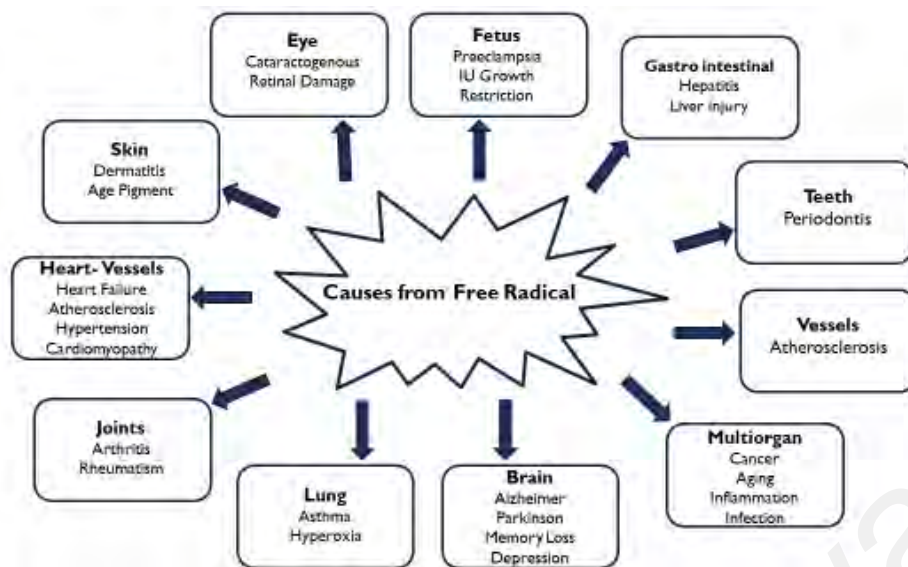 Eye
Cataractogenous
Retinal Damage
Fetus
Preeclampsia
IU Growth
Restriction
Gastro intestinal
Hepatitis
Liver injury
Skin
Dermatitis
Age Pigment
Teeth
Periodontis
Heart- Vessels
Heart Failure
Atherosclerosis
Hypertension
Cardiomyopathy
Causes from Free Radical
Vessels
Atherosclerosis
Joints
Arthritis
Rheumatism
Lung
Asthma
Hyperoxia
Brain
Alzheimer
Parkinson
Memory Loss
Depression
Multiorgan
Cancer
Aging
Inflammation
Infection